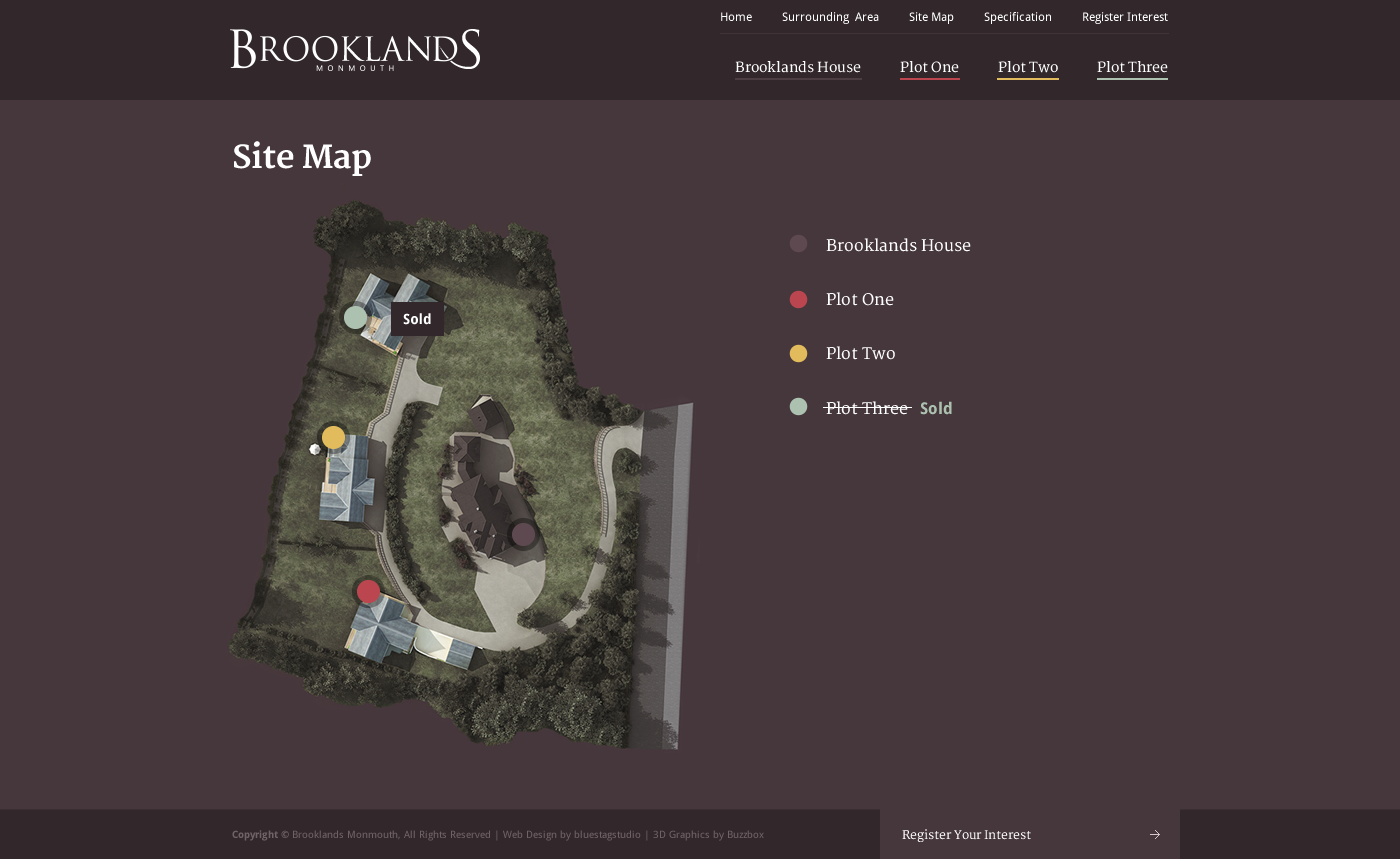 Home Surrounding Area Site Map Specification Register Interest
BROOKLANDS
MONMOUTH
Brooklands House Plot One Plot Two Plot Three
Site Map
Brooklands House
Plot One
Sold
Plot Two
Plot Three Sold
Copyright © Brooklands Monmouth, All Rights Reserved | Web Design by bluestagstudio | 3D Graphics by Buzzbox
Register Your Interest →